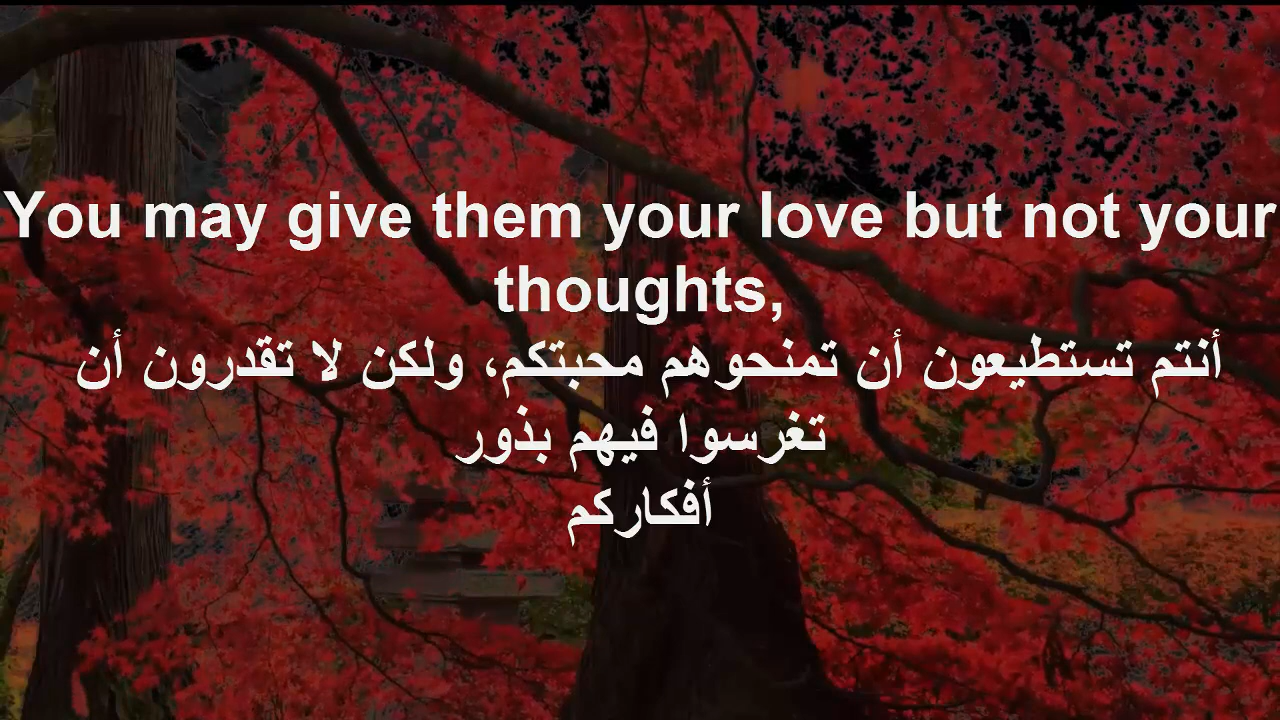 You may give them your love but not your
thoughts,
أنتم تستطيعون أن تمنحوهم محبتكم، ولكن لا تقدرون أن
تغرسوا فيهم بذور
أفكاركم